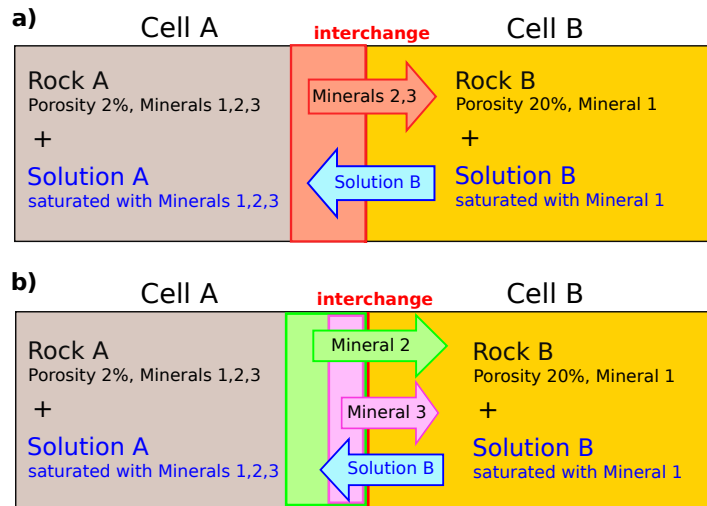 a)
Cell A
interchange
Cell B
Rock A
Porosity 2%, Minerals 1,2,3
+
Solution A
saturated with Minerals 1,2,3
Minerals 2,3
Solution B
Rock B
Porosity 20%, Mineral 1
+
Solution B
saturated with Mineral 1
b)
Cell A
interchange
Cell B
Rock A
Porosity 2%, Minerals 1,2,3
+
Solution A
saturated with Minerals 1,2,3
Mineral 2
Mineral 3
Solution B
Rock B
Porosity 20%, Mineral 1
+
Solution B
saturated with Mineral 1